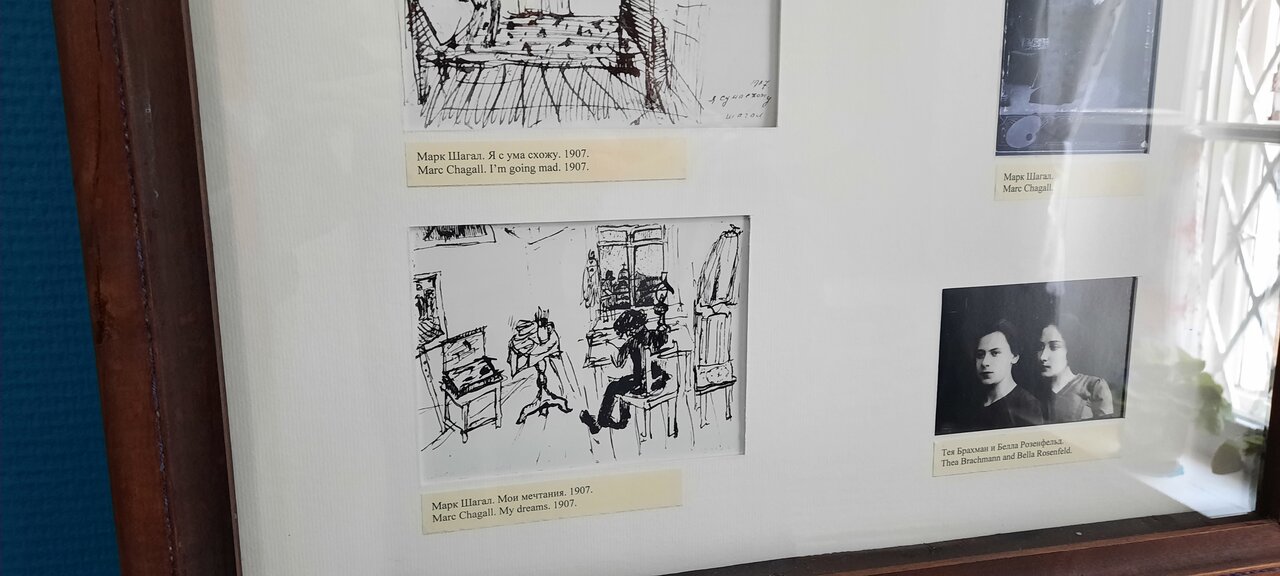 1907
я с ума схожу
шагал
Марк Шагал. Я с ума схожу. 1907.
Marc Chagall. I'm going mad. 1907.
Марк Шагал.
Marc Chagall.
Марк Шагал. Мои мечтания. 1907.
Marc Chagall. My dreams. 1907.
Тея Брахман и Белла Розенфельд.
Thea Brachmann and Bella Rosenfeld.